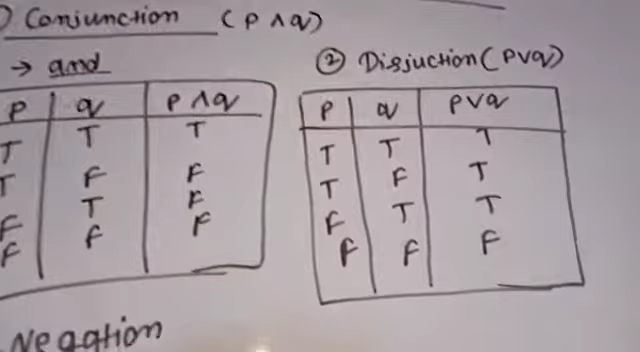 ) Conjunction (P ∧ q)
→ and
P q P ∧ q
T T T
T F F
F T F
F F F
② Disjuction (P ∨ q)
P q P ∨ q
T T T
T F T
F T T
F F F
Negation